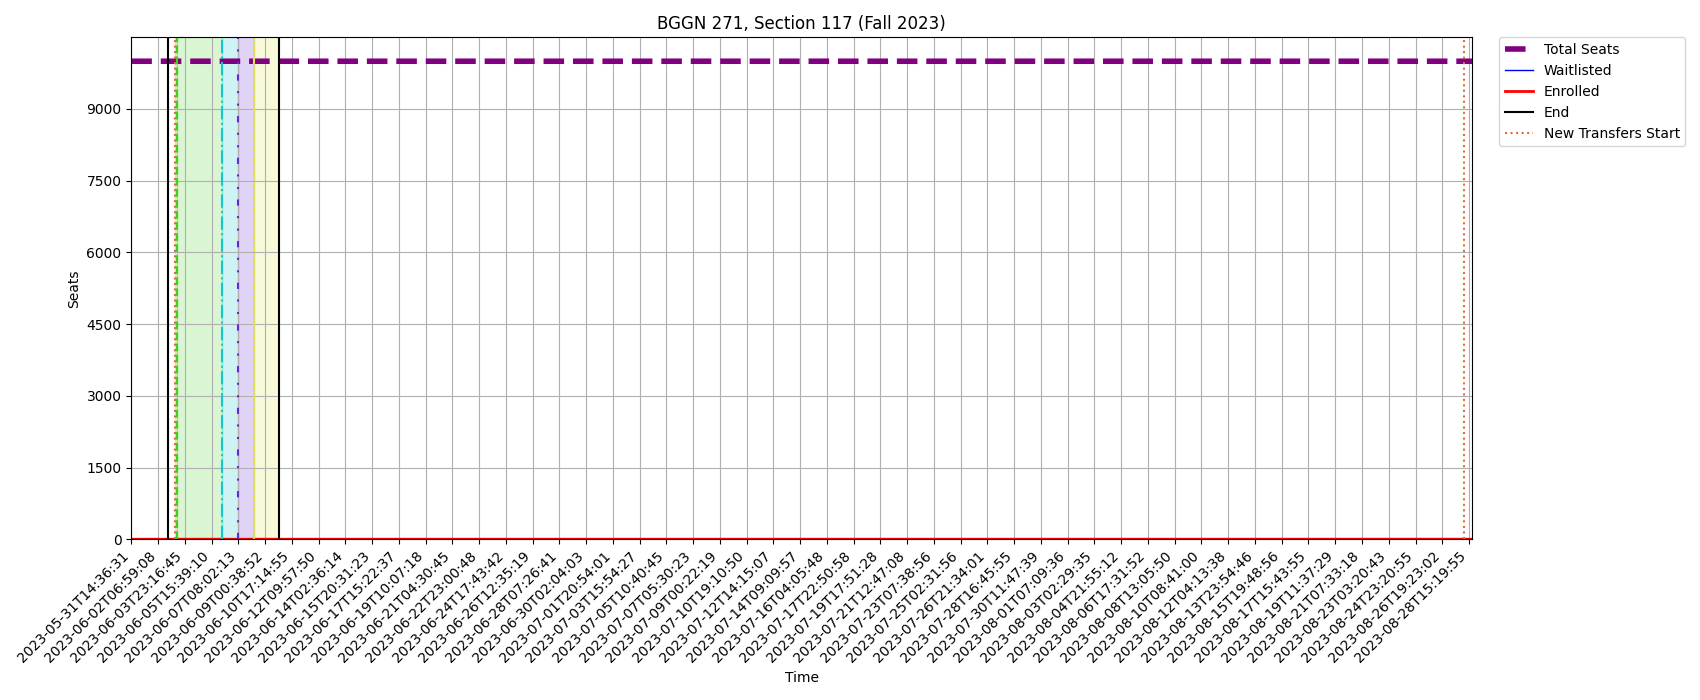 BGGN 271, Section 117 (Fall 2023)
Total Seats
Waitlisted
Enrolled
End
New Transfers Start
Seats
9000
7500
6000
4500
3000
1500
0
2023-05-31T14:36:31
2023-06-02T06:59:08
2023-06-03T23:16:45
2023-06-05T15:39:10
2023-06-07T08:02:13
2023-06-09T00:38:52
2023-06-10T17:14:55
2023-06-12T09:57:50
2023-06-14T02:36:14
2023-06-15T20:31:23
2023-06-17T15:22:37
2023-06-19T10:07:18
2023-06-21T04:30:45
2023-06-22T23:00:48
2023-06-24T17:43:42
2023-06-26T12:35:19
2023-06-28T07:26:41
2023-06-30T02:04:03
2023-07-01T20:54:01
2023-07-03T15:54:27
2023-07-05T10:40:45
2023-07-07T05:30:23
2023-07-09T00:22:19
2023-07-10T19:10:50
2023-07-12T14:15:07
2023-07-14T09:09:57
2023-07-16T04:05:48
2023-07-17T22:50:58
2023-07-19T17:51:28
2023-07-21T12:47:08
2023-07-23T07:38:56
2023-07-25T02:31:56
2023-07-26T21:34:01
2023-07-28T16:45:55
2023-07-30T11:47:39
2023-08-01T07:09:36
2023-08-03T02:29:35
2023-08-04T21:55:12
2023-08-06T17:31:52
2023-08-08T13:05:50
2023-08-10T08:41:00
2023-08-12T04:13:38
2023-08-13T23:54:46
2023-08-15T19:48:56
2023-08-17T15:43:55
2023-08-19T11:37:29
2023-08-21T07:33:18
2023-08-23T03:20:43
2023-08-24T23:20:55
2023-08-26T19:23:02
2023-08-28T15:19:55
Time